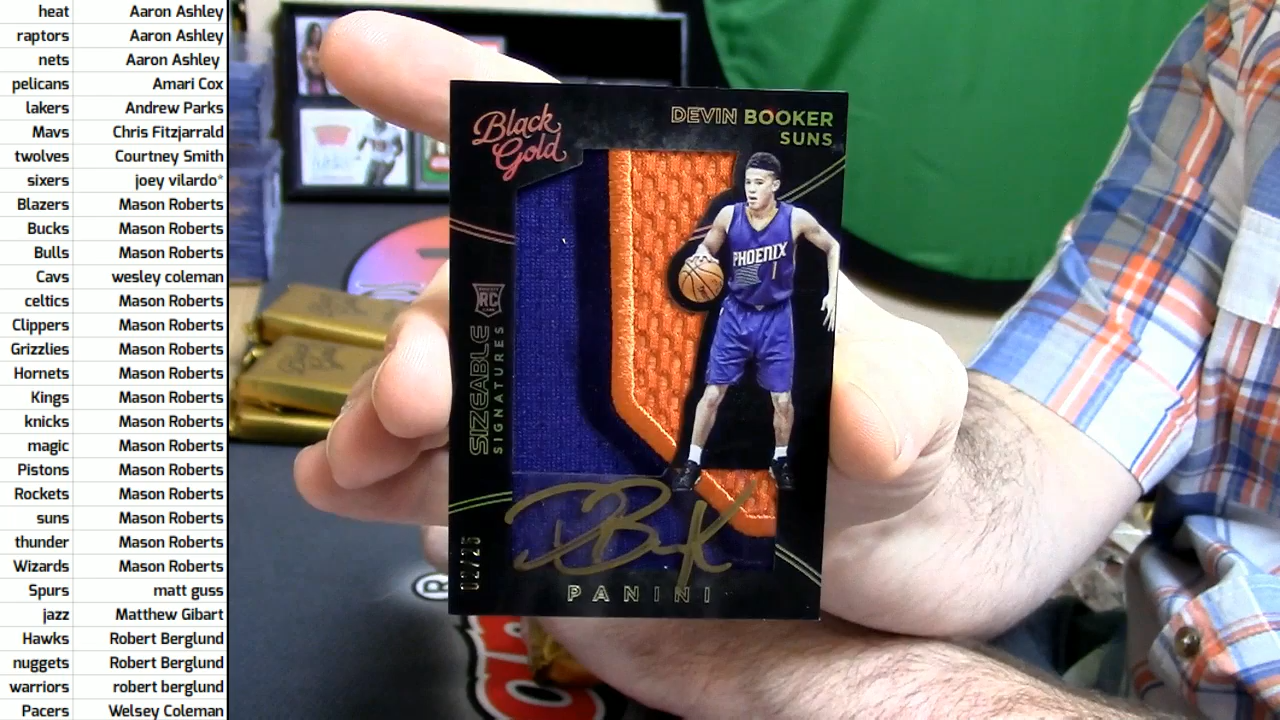 heat Aaron Ashley
raptors Aaron Ashley
nets Aaron Ashley
pelicans Amari Cox
lakers Andrew Parks
Mavs Chris Fitzjarrald
twolves Courtney Smith
sixers joey vilardo*
Blazers Mason Roberts
Bucks Mason Roberts
Bulls Mason Roberts
Cavs wesley coleman
celtics Mason Roberts
Clippers Mason Roberts
Grizzlies Mason Roberts
Hornets Mason Roberts
Kings Mason Roberts
knicks Mason Roberts
magic Mason Roberts
Pistons Mason Roberts
Rockets Mason Roberts
suns Mason Roberts
thunder Mason Roberts
Wizards Mason Roberts
Spurs matt guss
jazz Matthew Gibart
Hawks Robert Berglund
nuggets Robert Berglund
warriors robert berglund
Pacers Welsey Coleman
Black
Gold
DEVIN BOOKER
SUNS
PHOENIX
1
RC
SIZEABLE
SIGNATURES
02/25
PANINI